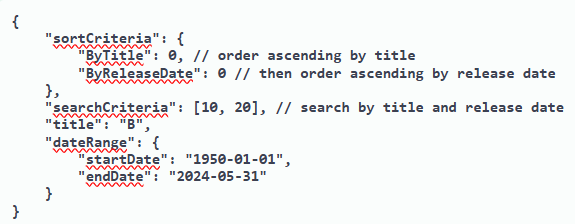 {
    "sortCriteria": {
        "ByTitle": 0, // order ascending by title
        "ByReleaseDate": 0 // then order ascending by release date
    },
    "searchCriteria": [10, 20], // search by title and release date
    "title": "B",
    "dateRange": {
        "startDate": "1950-01-01",
        "endDate": "2024-05-31"
    }
}